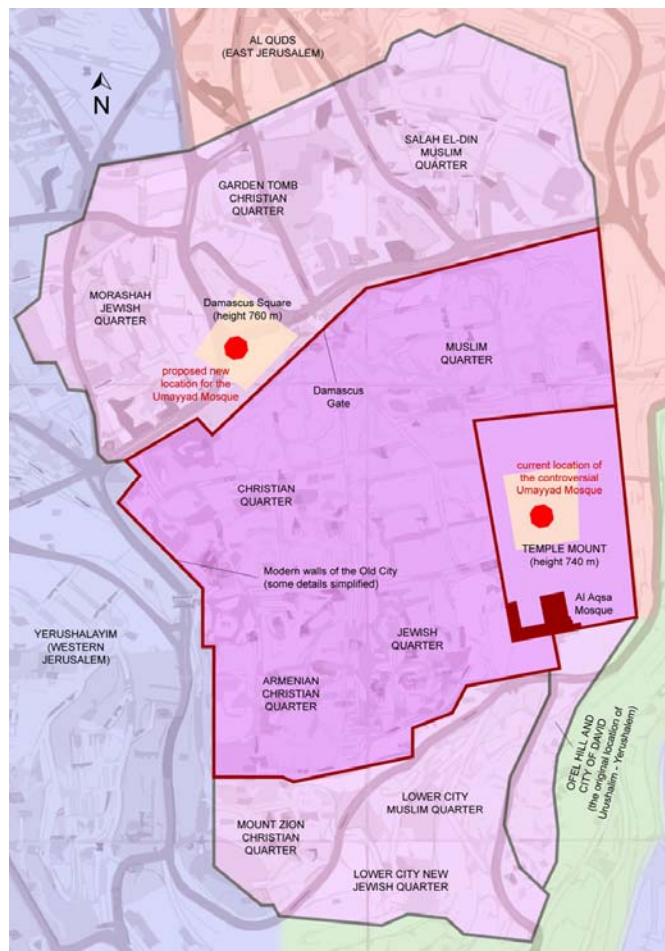 AL QUDS
(EAST JERUSALEM)
N
SALAH EL-DIN
MUSLIM
QUARTER
GARDEN TOMB
CHRISTIAN
QUARTER
MORASHAH
JEWISH
QUARTER
Damascus Square
(height 760 m)
proposed new
location for the
Umayyad Mosque
MUSLIM
QUARTER
Damascus
Gate
CHRISTIAN
QUARTER
current location of
the controversial
Umayyad Mosque
TEMPLE MOUNT
(height 740 m)
Modern walls of the Old City
(some details simplified)
Al Aqsa
Mosque
YERUSHALAYIM
(WESTERN
JERUSALEM)
JEWISH
QUARTER
ARMENIAN
CHRISTIAN
QUARTER
OFEL HILL AND
CITY OF DAVID
(the original location of
Urushalim - Yerushalem)
LOWER CITY
MUSLIM QUARTER
MOUNT ZION
CHRISTIAN
QUARTER
LOWER CITY NEW
JEWISH QUARTER